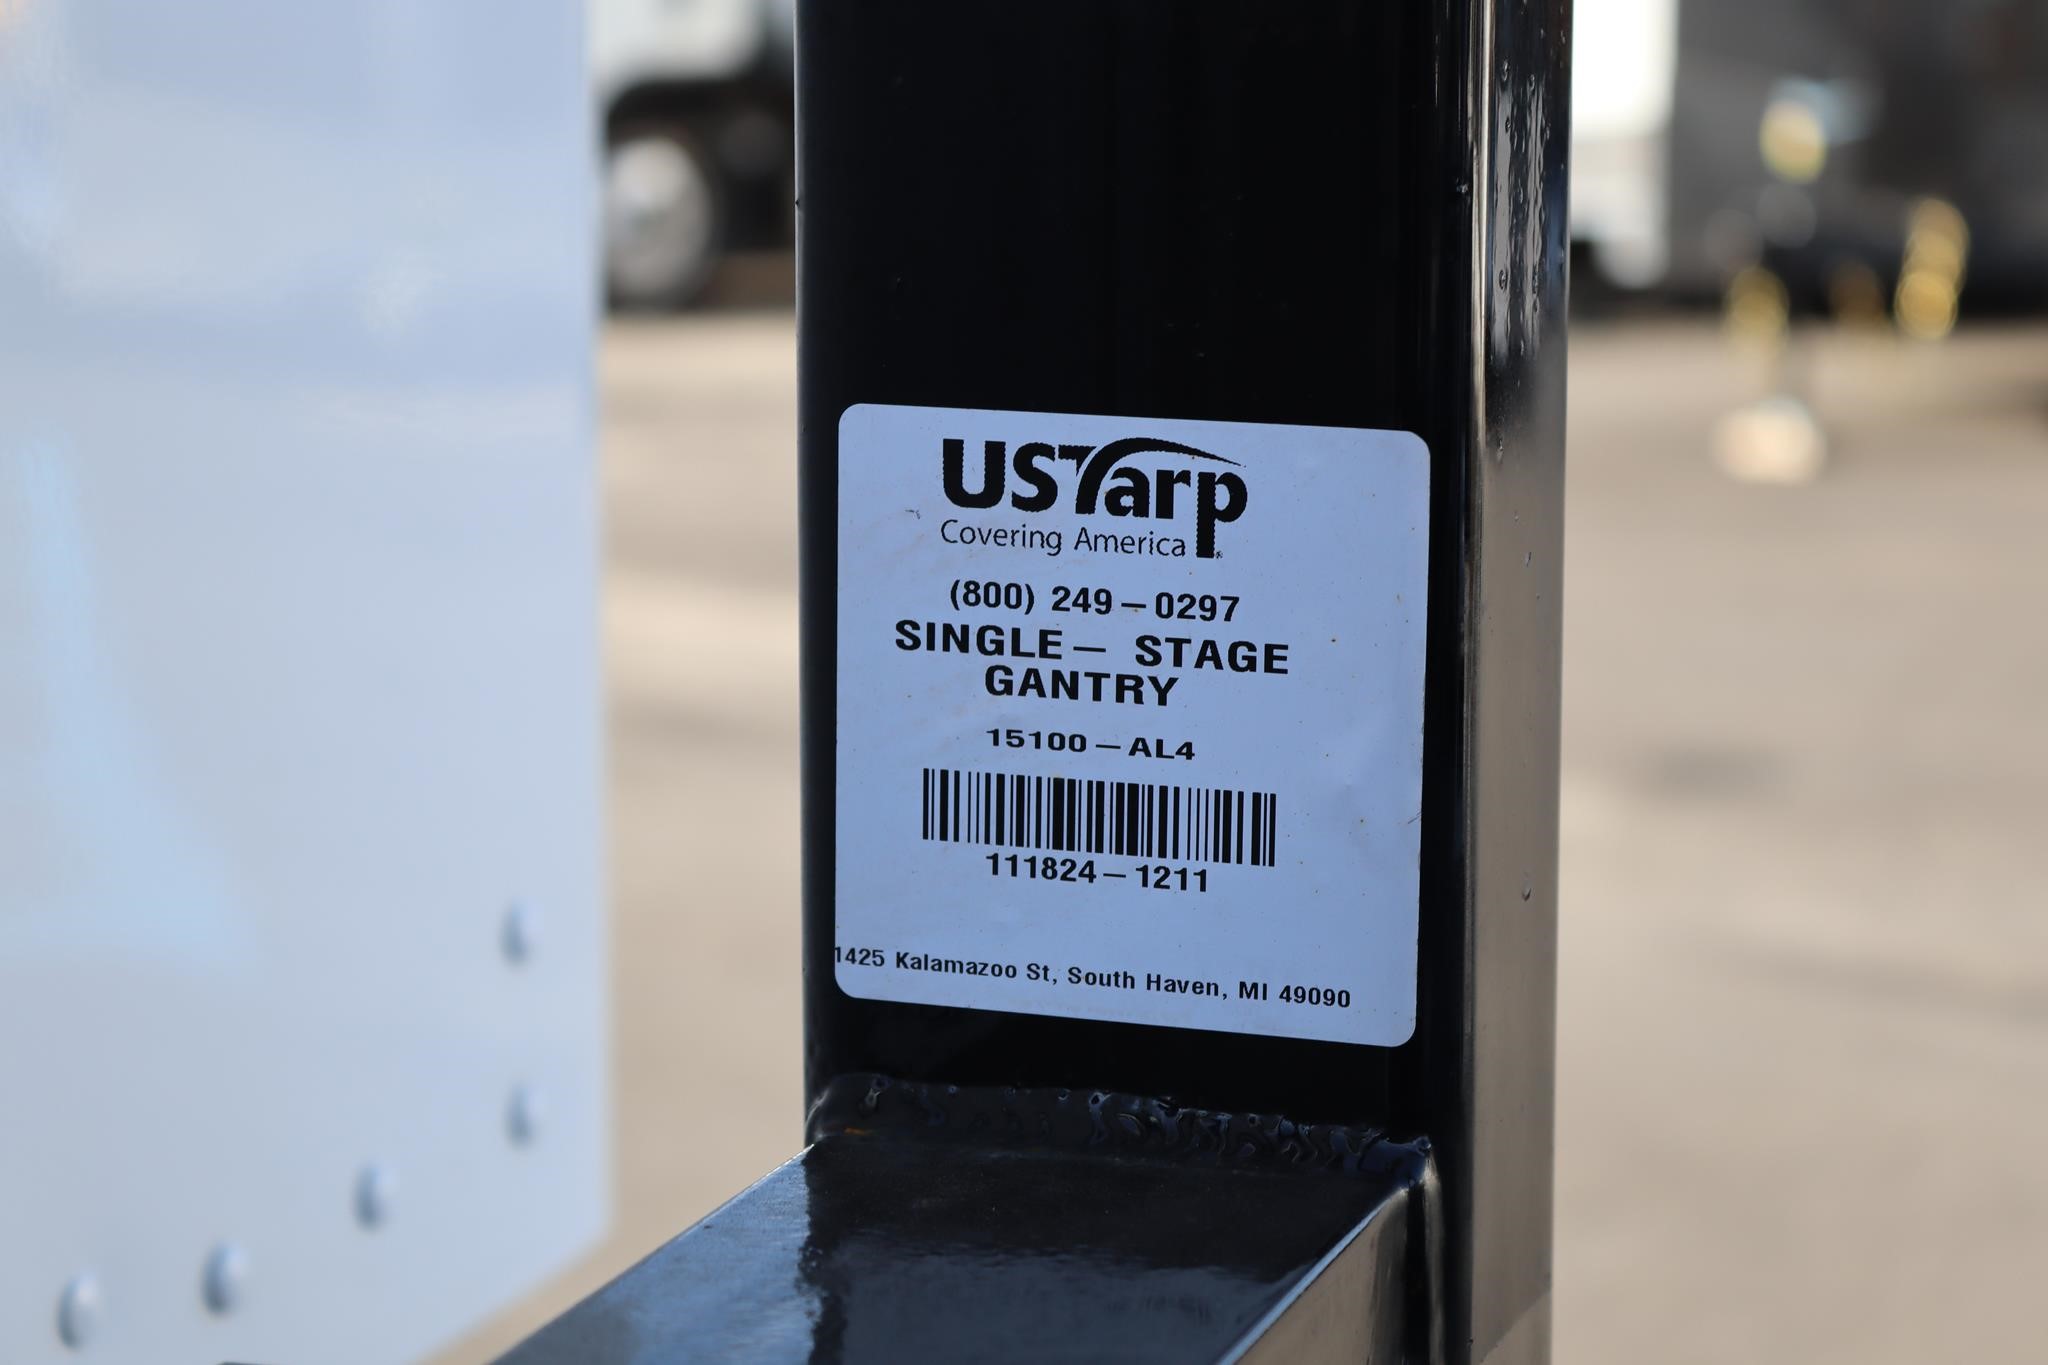 USTarp
Covering America
(800) 249-0297
SINGLE- STAGE
GANTRY
15100-AL4
111824-1211
1425 Kalamazoo St, South Haven, MI 49090